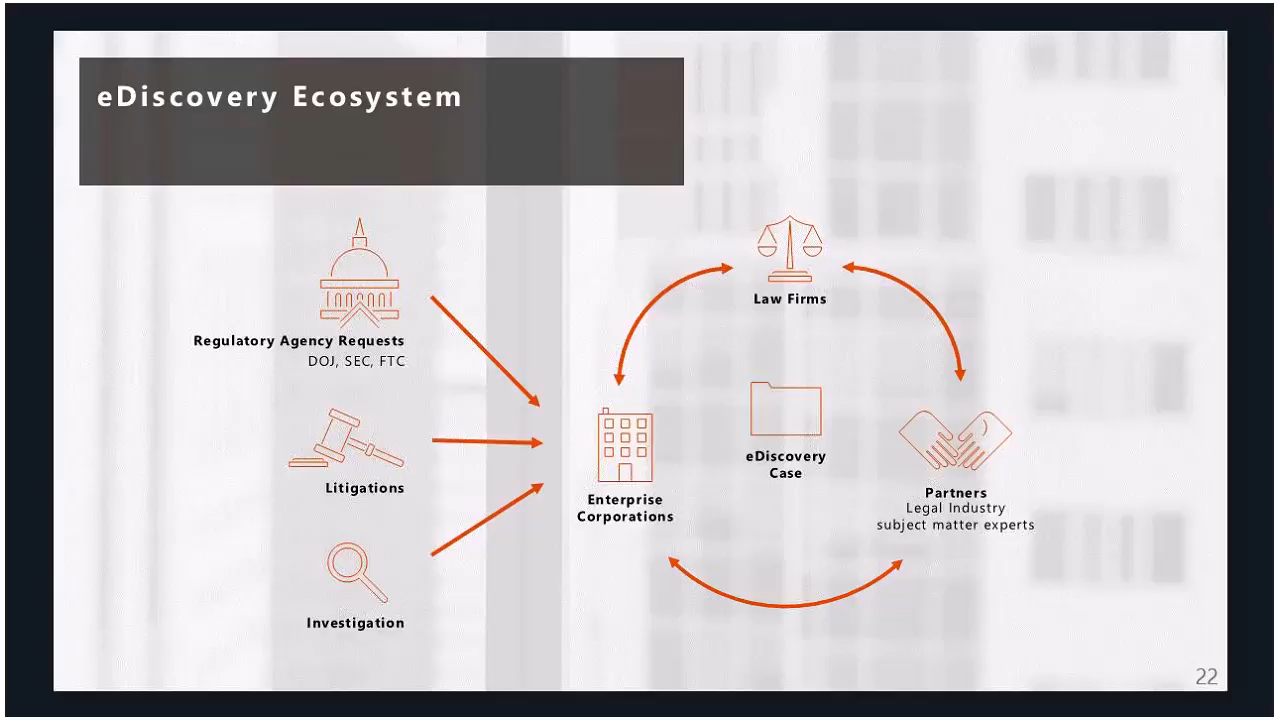 eDiscovery Ecosystem
Regulatory Agency Requests
DOJ, SEC, FTC
Litigations
Investigation
Law Firms
eDiscovery
Case
Enterprise
Corporations
Partners
Legal Industry
subject matter experts
22